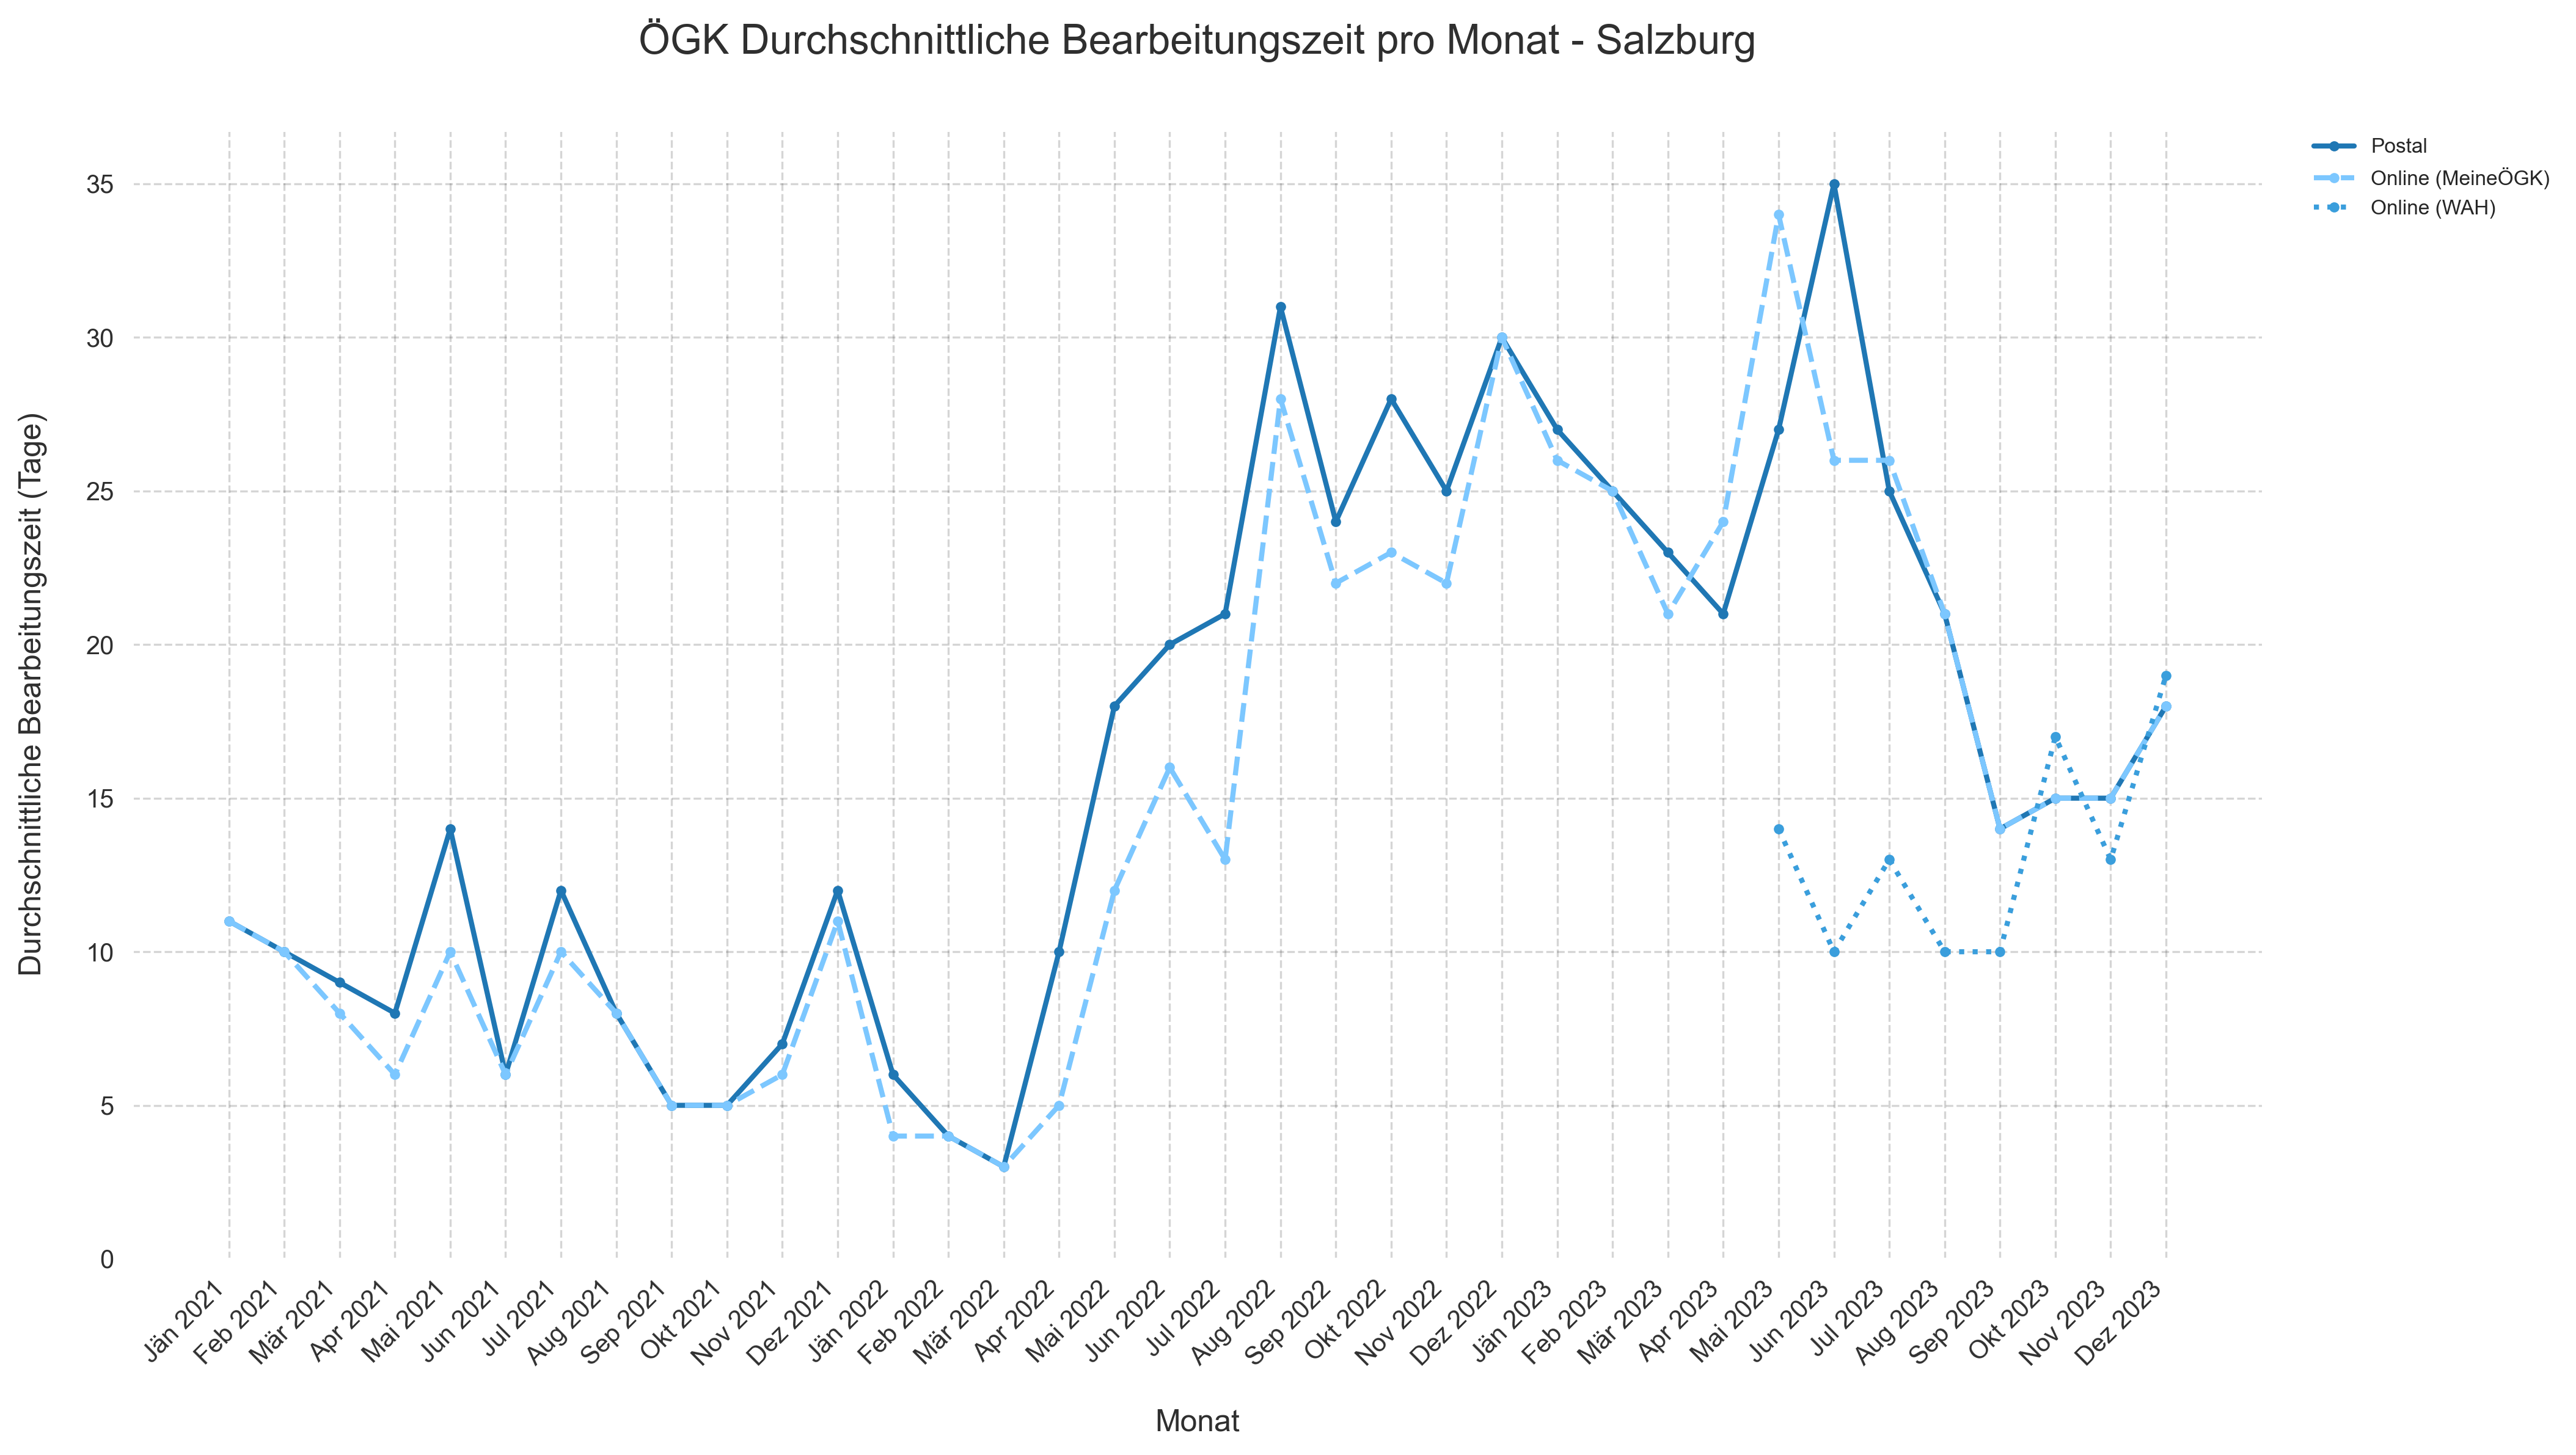 ÖGK Durchschnittliche Bearbeitungszeit pro Monat - Salzburg
Postal
Online (MeineÖGK)
Online (WAH)
Durchschnittliche Bearbeitungszeit (Tage)
35
30
25
20
15
10
5
0
Jän 2021
Feb 2021
Mär 2021
Apr 2021
Mai 2021
Jun 2021
Jul 2021
Aug 2021
Sep 2021
Okt 2021
Nov 2021
Dez 2021
Jän 2022
Feb 2022
Mär 2022
Apr 2022
Mai 2022
Jun 2022
Jul 2022
Aug 2022
Sep 2022
Okt 2022
Nov 2022
Dez 2022
Jän 2023
Feb 2023
Mär 2023
Apr 2023
Mai 2023
Jun 2023
Jul 2023
Aug 2023
Sep 2023
Okt 2023
Nov 2023
Dez 2023
Monat